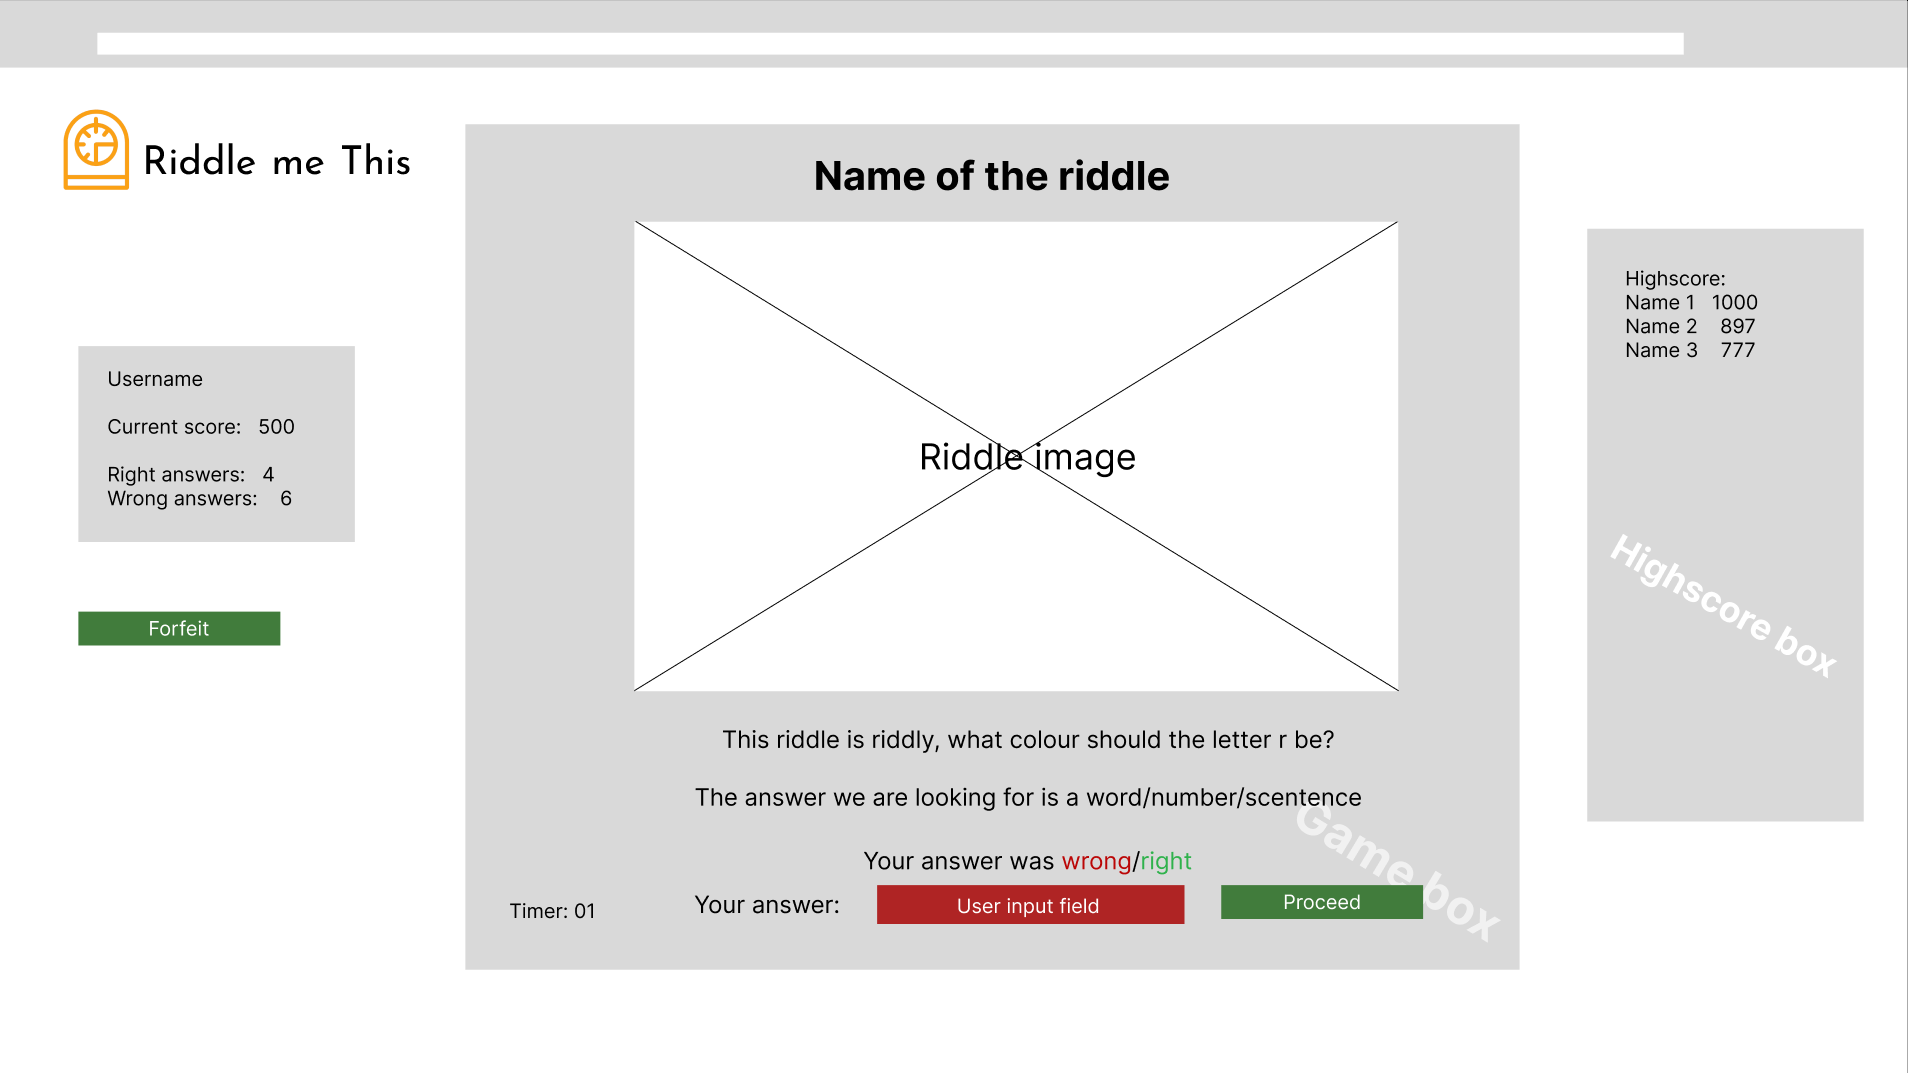 Riddle me This
Username
Current score: 500
Right answers: 4
Wrong answers: 6
Forfeit
Name of the riddle
Riddle image
This riddle is riddly, what colour should the letter r be?
The answer we are looking for is a word/number/scentence
Your answer was wrong/right
Timer: 01
Your answer:
User input field
Proceed
Game box
Highscore:
Name 1 1000
Name 2 897
Name 3 777
Highscore box